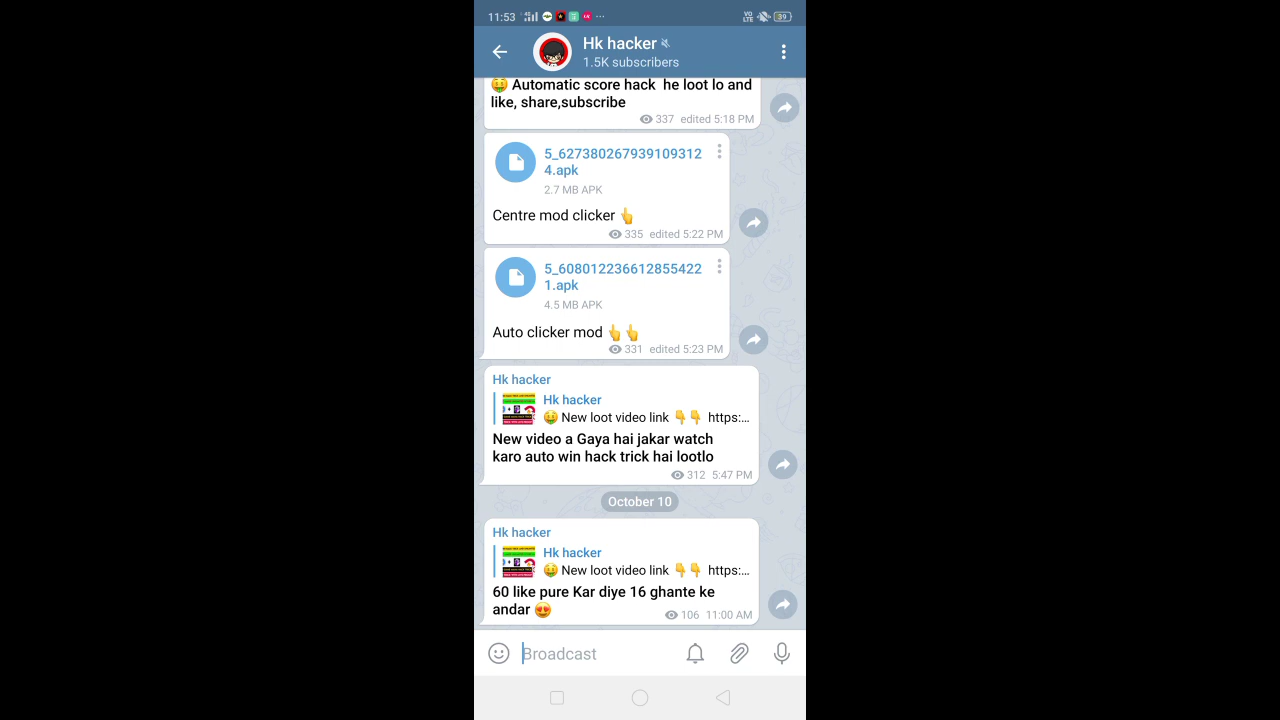 11:53
39
Hk hacker
1.5K subscribers
Automatic score hack he loot lo and
like, share,subscribe
337 edited 5:18 PM
5_627380267939109312
4.apk
2.7 MB APK
Centre mod clicker
335 edited 5:22 PM
5_608012236612855422
1.apk
4.5 MB APK
Auto clicker mod
331 edited 5:23 PM
Hk hacker
Hk hacker
New loot video link https:...
New video a Gaya hai jakar watch
karo auto win hack trick hai lootlo
312 5:47 PM
October 10
Hk hacker
Hk hacker
New loot video link https:...
60 like pure Kar diye 16 ghante ke
andar
106 11:00 AM
Broadcast